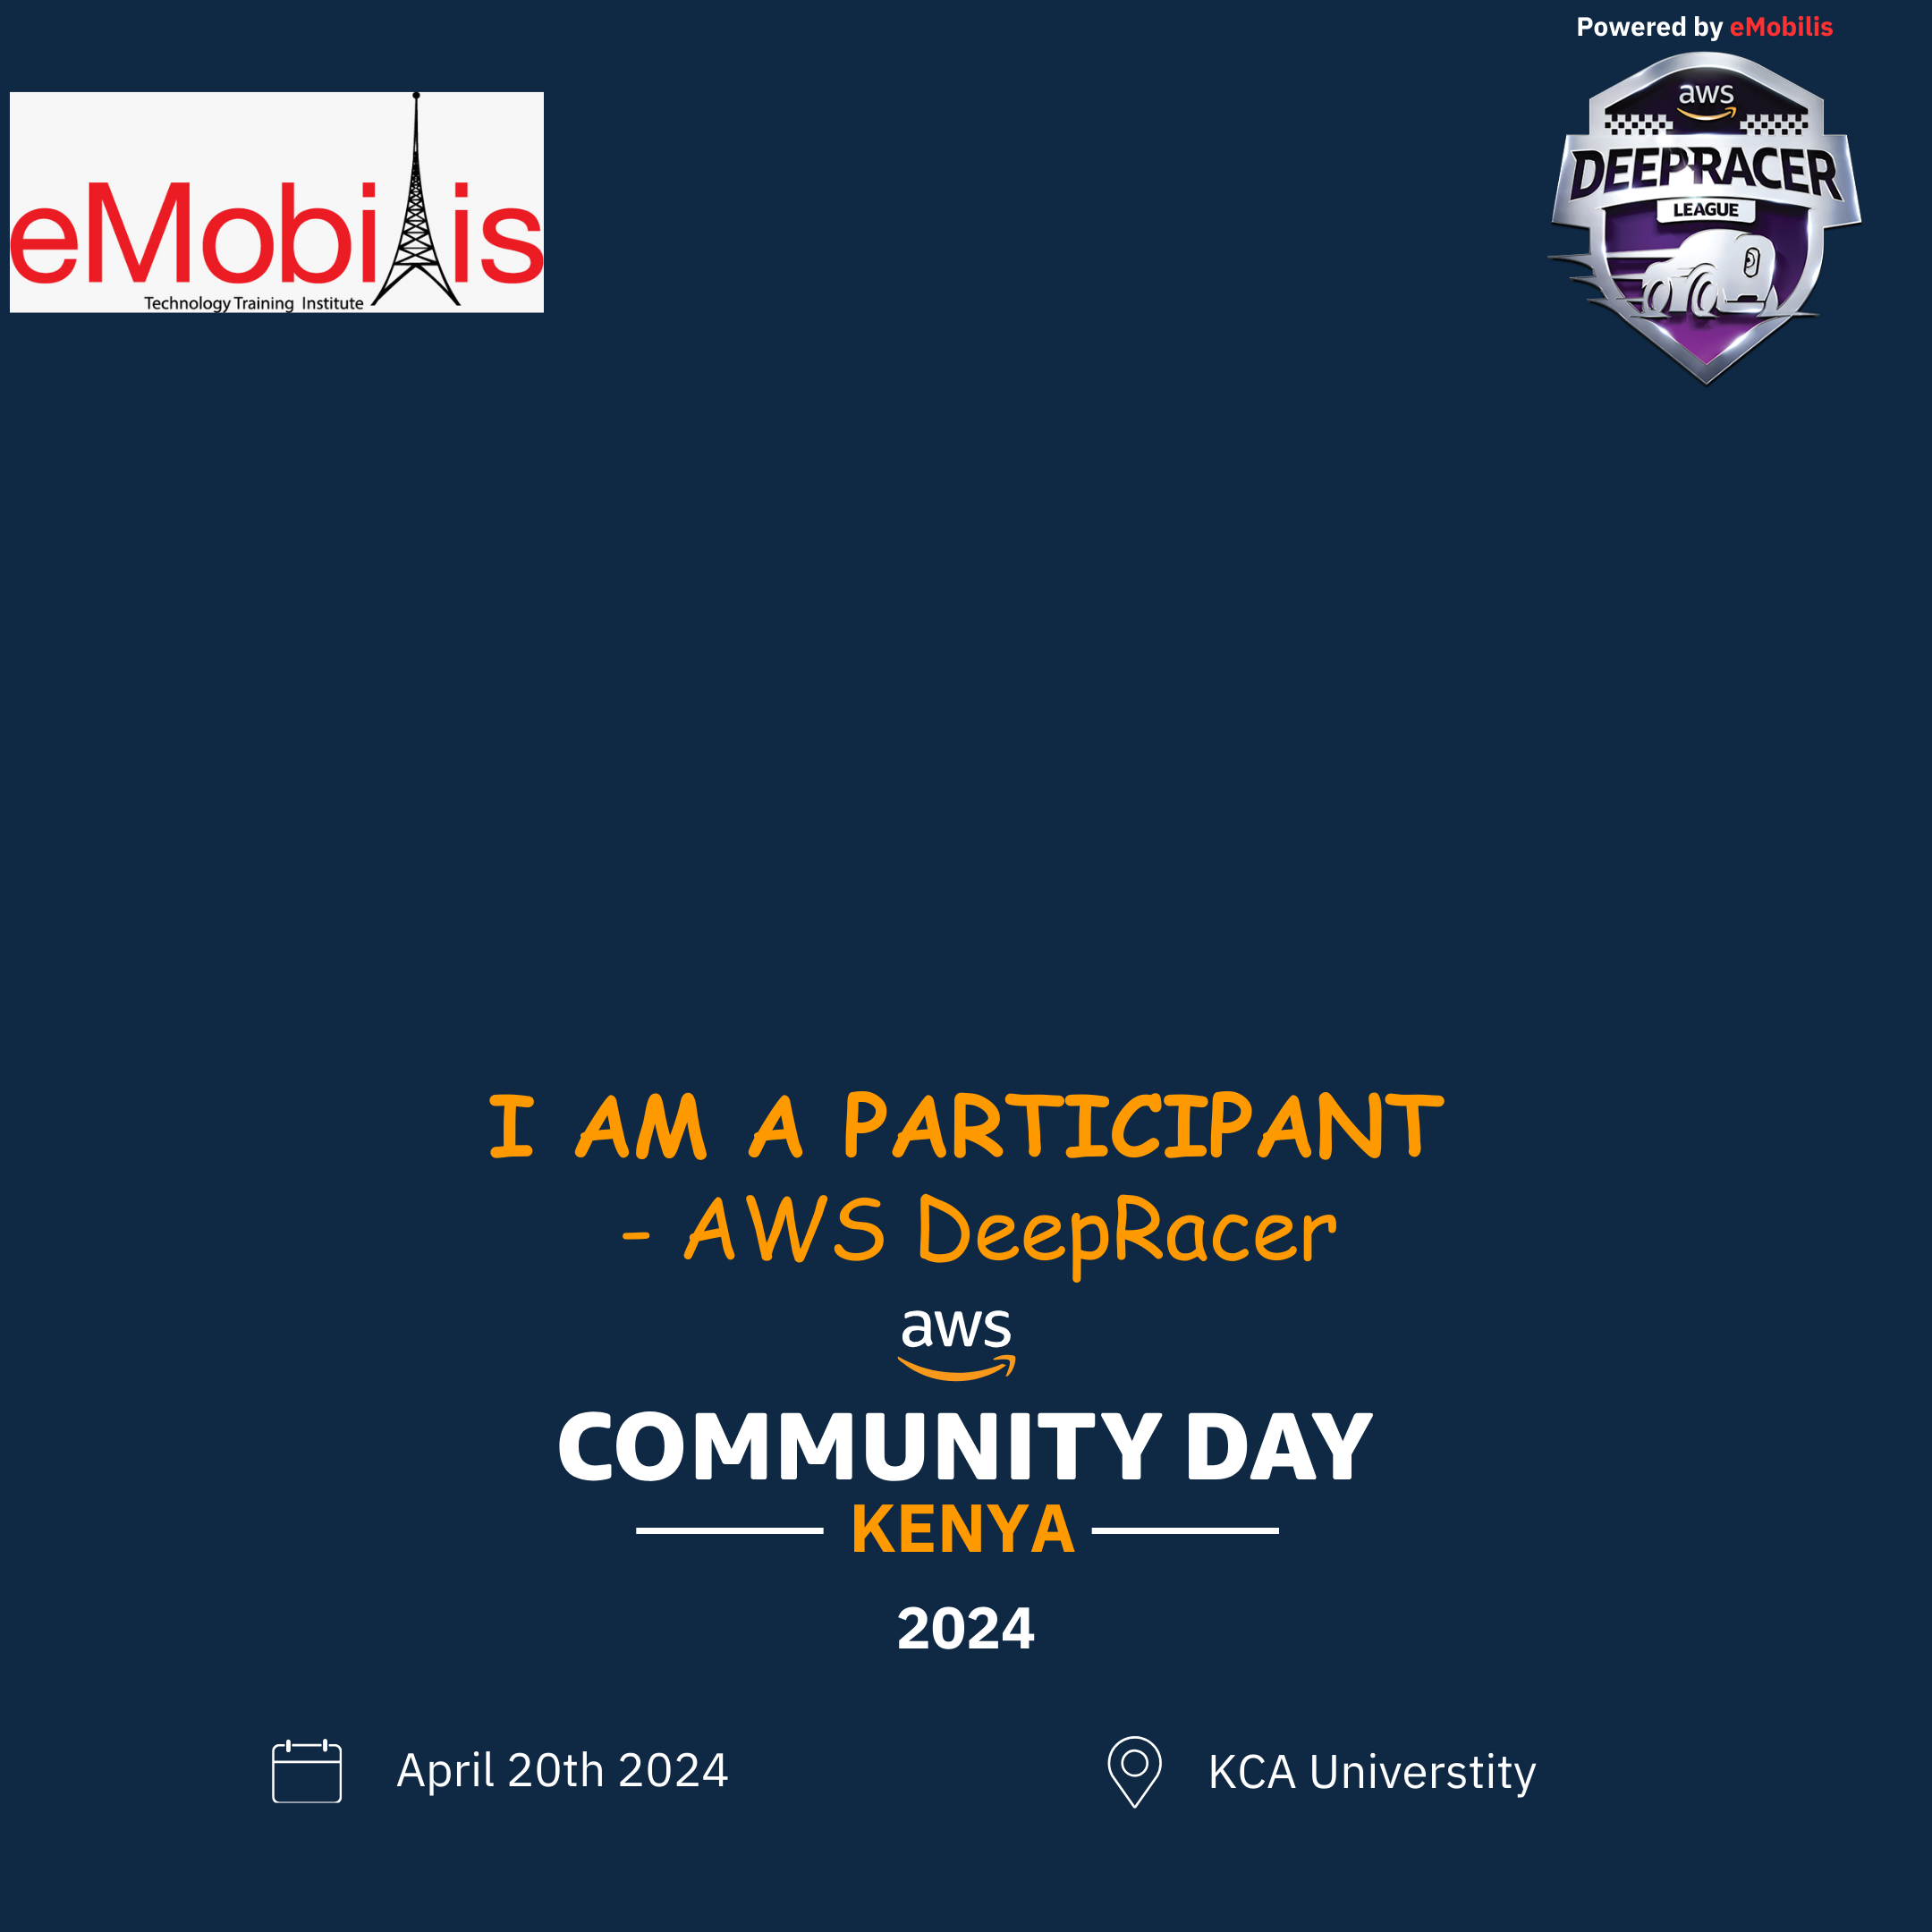 Powered by eMobilis
eMobilis
Technology Training Institute
aws
DEEPRACER
LEAGUE
I AM A PARTICIPANT
- AWS DeepRacer
aws
COMMUNITY DAY
KENYA
2024
April 20th 2024
KCA Universtity